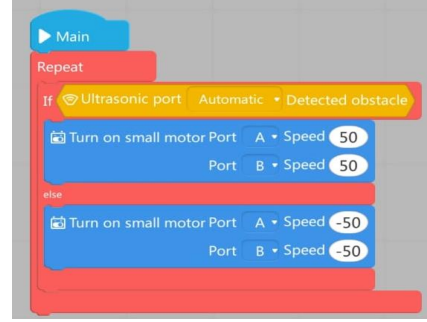 Main
Repeat
If Ultrasonic port Automatic Detected obstacle
Turn on small motor Port A Speed 50
Port B Speed 50
else
Turn on small motor Port A Speed -50
Port B Speed -50